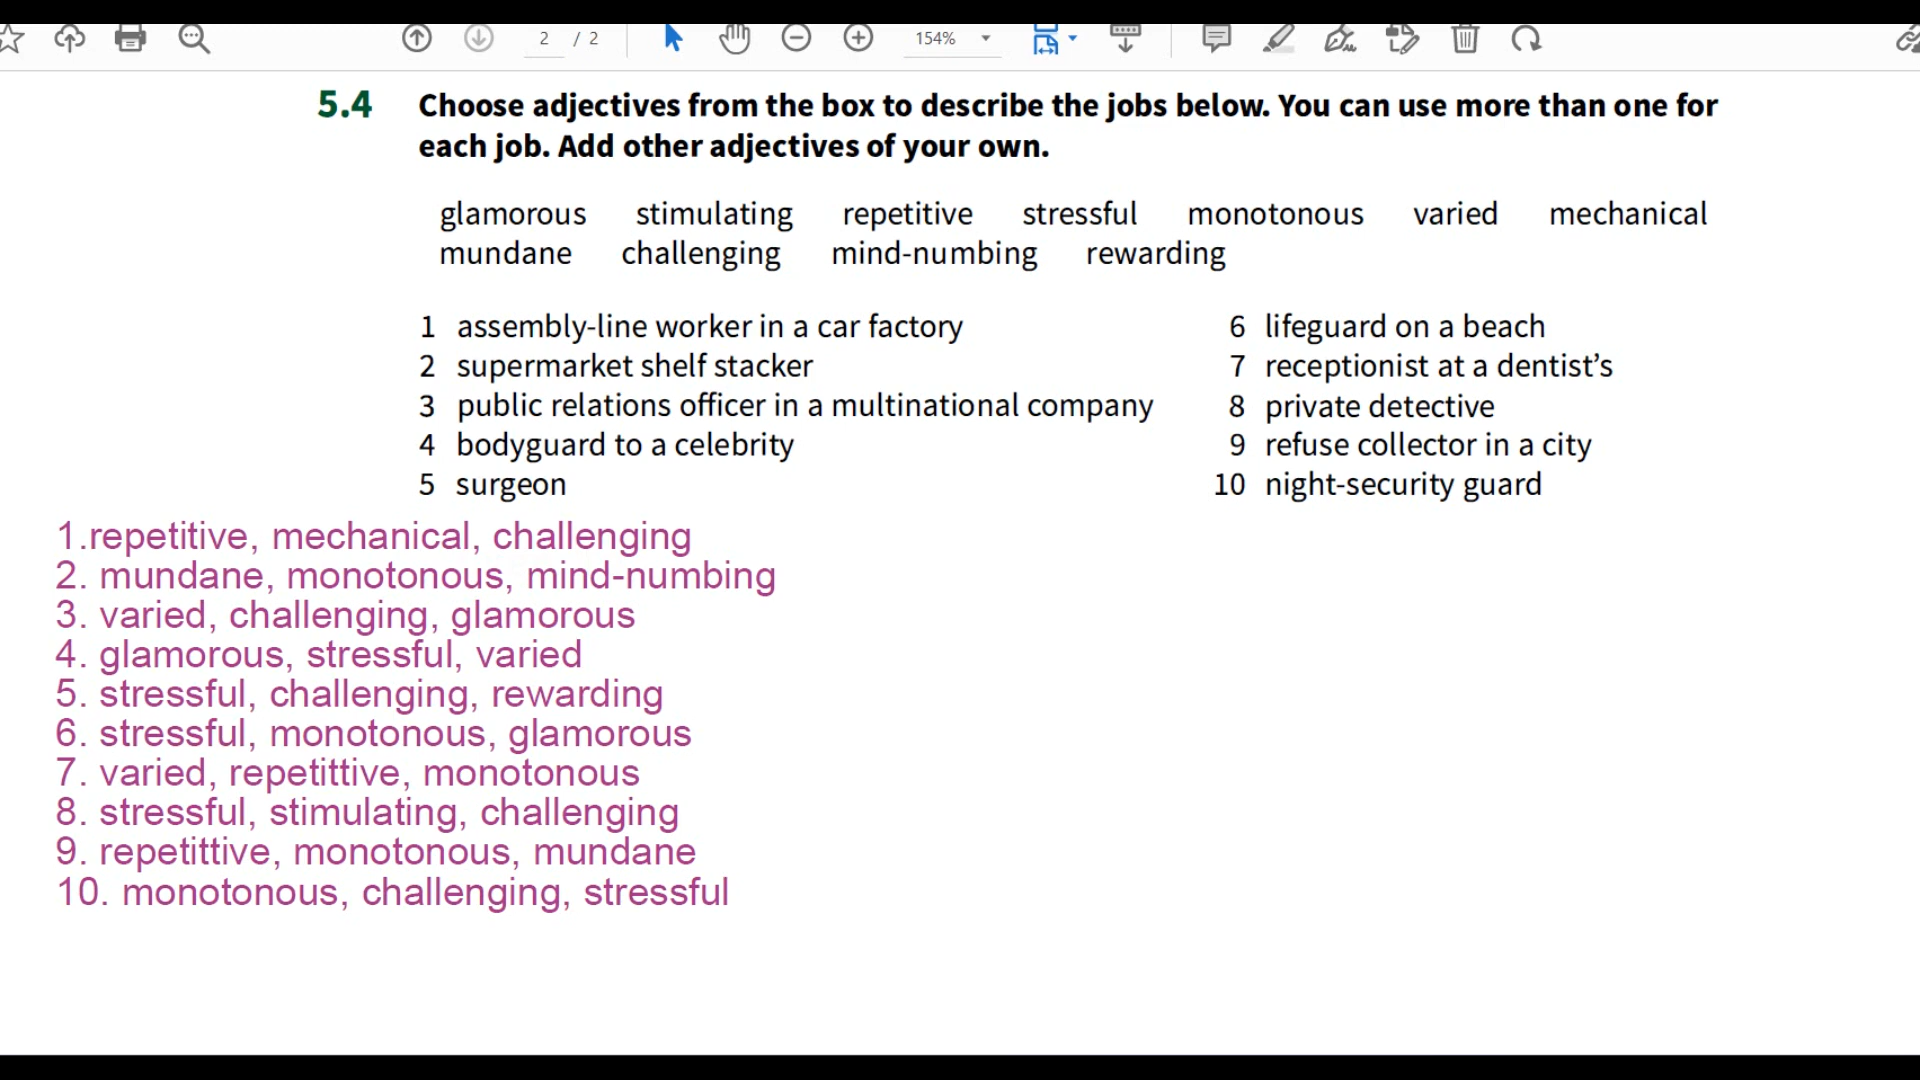 2 / 2 154%
5.4 Choose adjectives from the box to describe the jobs below. You can use more than one for
each job. Add other adjectives of your own.
glamorous stimulating repetitive stressful monotonous varied mechanical
mundane challenging mind-numbing rewarding
1 assembly-line worker in a car factory
2 supermarket shelf stacker
3 public relations officer in a multinational company
4 bodyguard to a celebrity
5 surgeon
6 lifeguard on a beach
7 receptionist at a dentist’s
8 private detective
9 refuse collector in a city
10 night-security guard
1.repetitive, mechanical, challenging
2. mundane, monotonous, mind-numbing
3. varied, challenging, glamorous
4. glamorous, stressful, varied
5. stressful, challenging, rewarding
6. stressful, monotonous, glamorous
7. varied, repetittive, monotonous
8. stressful, stimulating, challenging
9. repetittive, monotonous, mundane
10. monotonous, challenging, stressful